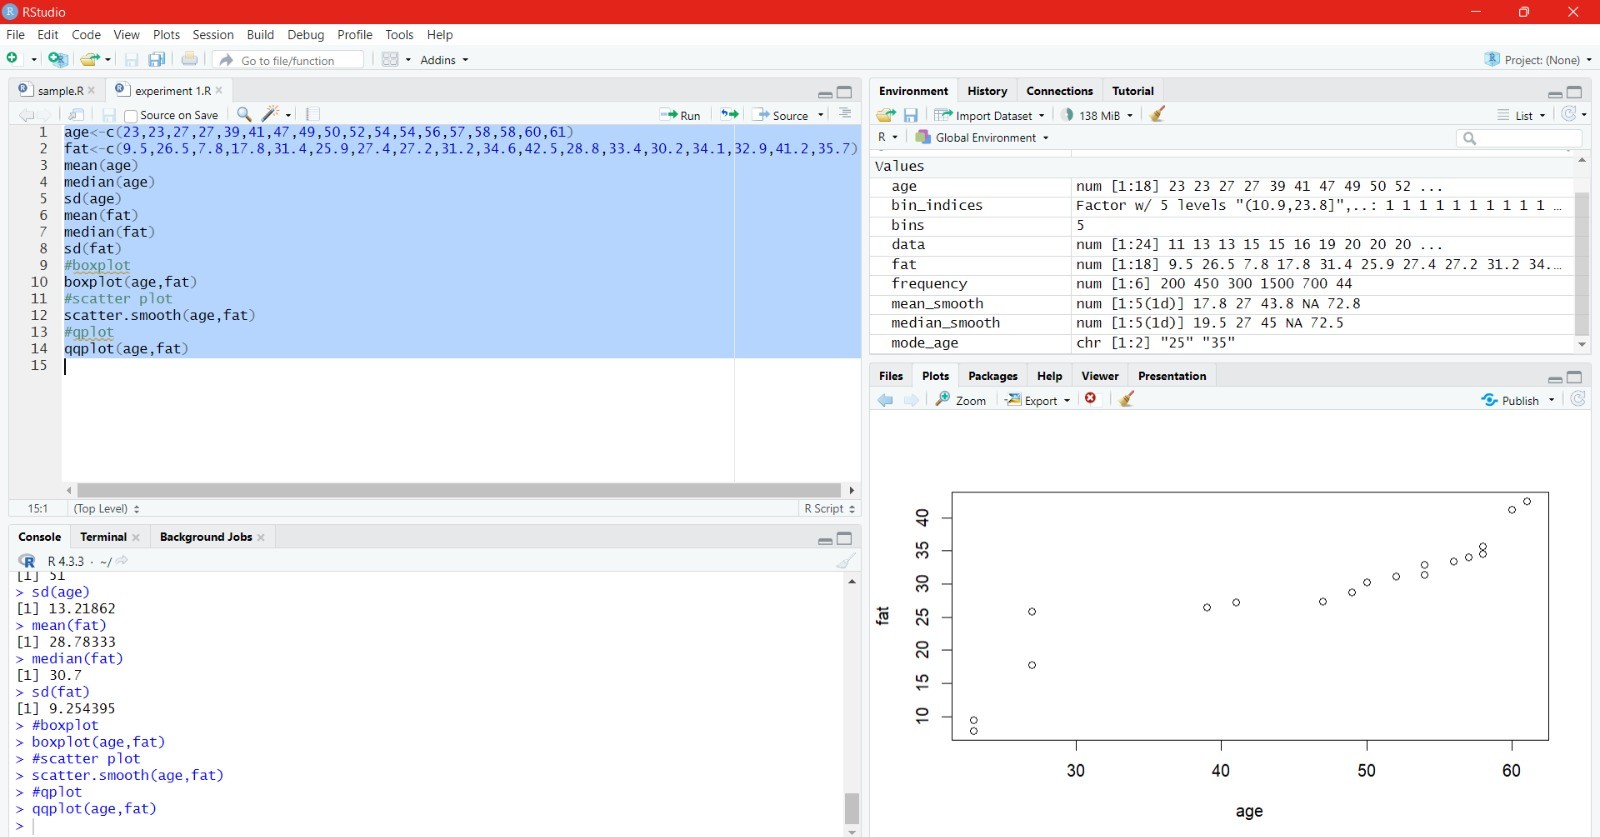 RStudio
File Edit Code View Plots Session Build Debug Profile Tools Help
Go to file/function Addins Project: (None)
sample.R experiment 1.R
Source on Save Run Source
1 age<-c(23,23,27,27,39,41,47,49,50,52,54,54,56,57,58,58,60,61)
2 fat<-c(9.5,26.5,7.8,17.8,31.4,25.9,27.4,27.2,31.2,34.6,42.5,28.8,33.4,30.2,34.1,32.9,41.2,35.7)
3 mean(age)
4 median(age)
5 sd(age)
6 mean(fat)
7 median(fat)
8 sd(fat)
9 #boxplot
10 boxplot(age,fat)
11 #scatter plot
12 scatter.smooth(age,fat)
13 #qplot
14 qqplot(age,fat)
15
15:1 (Top Level) R Script
Console Terminal Background Jobs
R 4.3.3 · ~/
[1] 51
> sd(age)
[1] 13.21862
> mean(fat)
[1] 28.78333
> median(fat)
[1] 30.7
> sd(fat)
[1] 9.254395
> #boxplot
> boxplot(age,fat)
> #scatter plot
> scatter.smooth(age,fat)
> #qplot
> qqplot(age,fat)
>
Environment History Connections Tutorial
Import Dataset 138 MiB List
R Global Environment
Values
age num [1:18] 23 23 27 27 39 41 47 49 50 52 ...
bin_indices Factor w/ 5 levels "(10.9,23.8]",..: 1 1 1 1 1 1 1 1 1 1 ...
bins 5
data num [1:24] 11 13 13 15 15 16 19 20 20 20 ...
fat num [1:18] 9.5 26.5 7.8 17.8 31.4 25.9 27.4 27.2 31.2 34....
frequency num [1:6] 200 450 300 1500 700 44
mean_smooth num [1:5(1d)] 17.8 27 43.8 NA 72.8
median_smooth num [1:5(1d)] 19.5 27 45 NA 72.5
mode_age chr [1:2] "25" "35"
Files Plots Packages Help Viewer Presentation
Zoom Export Publish
fat
40
35
30
25
20
15
10
30 40 50 60
age